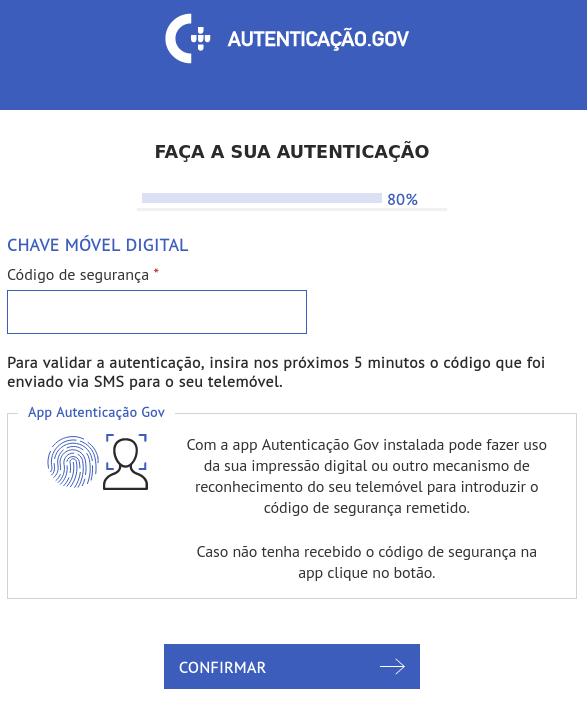 AUTENTICAÇÃO.GOV
FAÇA A SUA AUTENTICAÇÃO
80%
CHAVE MÓVEL DIGITAL
Código de segurança *
Para validar a autenticação, insira nos próximos 5 minutos o código que foi
enviado via SMS para o seu telemóvel.
App Autenticação Gov
Com a app Autenticação Gov instalada pode fazer uso
da sua impressão digital ou outro mecanismo de
reconhecimento do seu telemóvel para introduzir o
código de segurança remetido.
Caso não tenha recebido o código de segurança na
app clique no botão.
CONFIRMAR